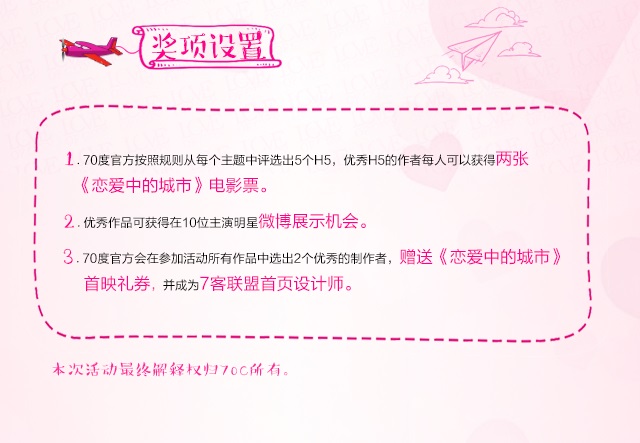 奖项设置
1. 70度官方按照规则从每个主题中评选出5个H5，优秀H5的作者每人可以获得两张
《恋爱中的城市》电影票。
2. 优秀作品可获得在10位主演明星微博展示机会。
3. 70度官方会在参加活动所有作品中选出2个优秀的制作者，赠送《恋爱中的城市》
首映礼券，并成为7客联盟首页设计师。
本次活动最终解释权归70C所有。